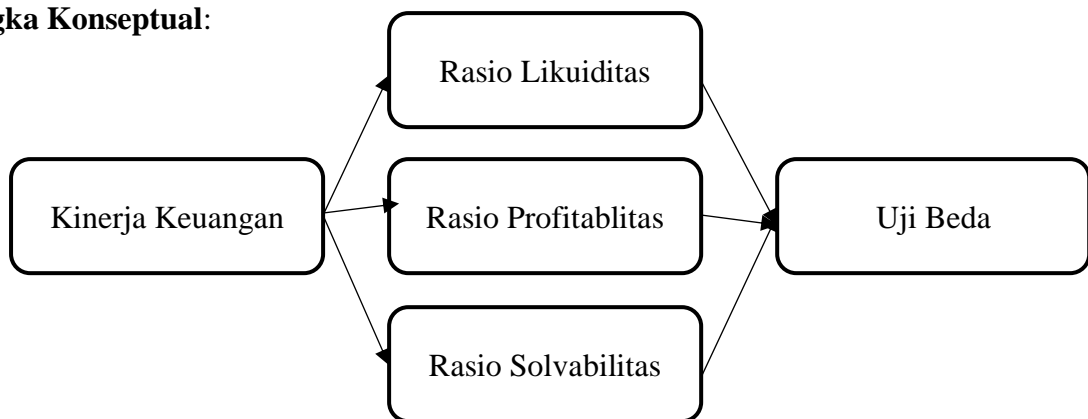 gka Konseptual:
Rasio Likuiditas
Kinerja Keuangan
Rasio Profitablitas
Uji Beda
Rasio Solvabilitas